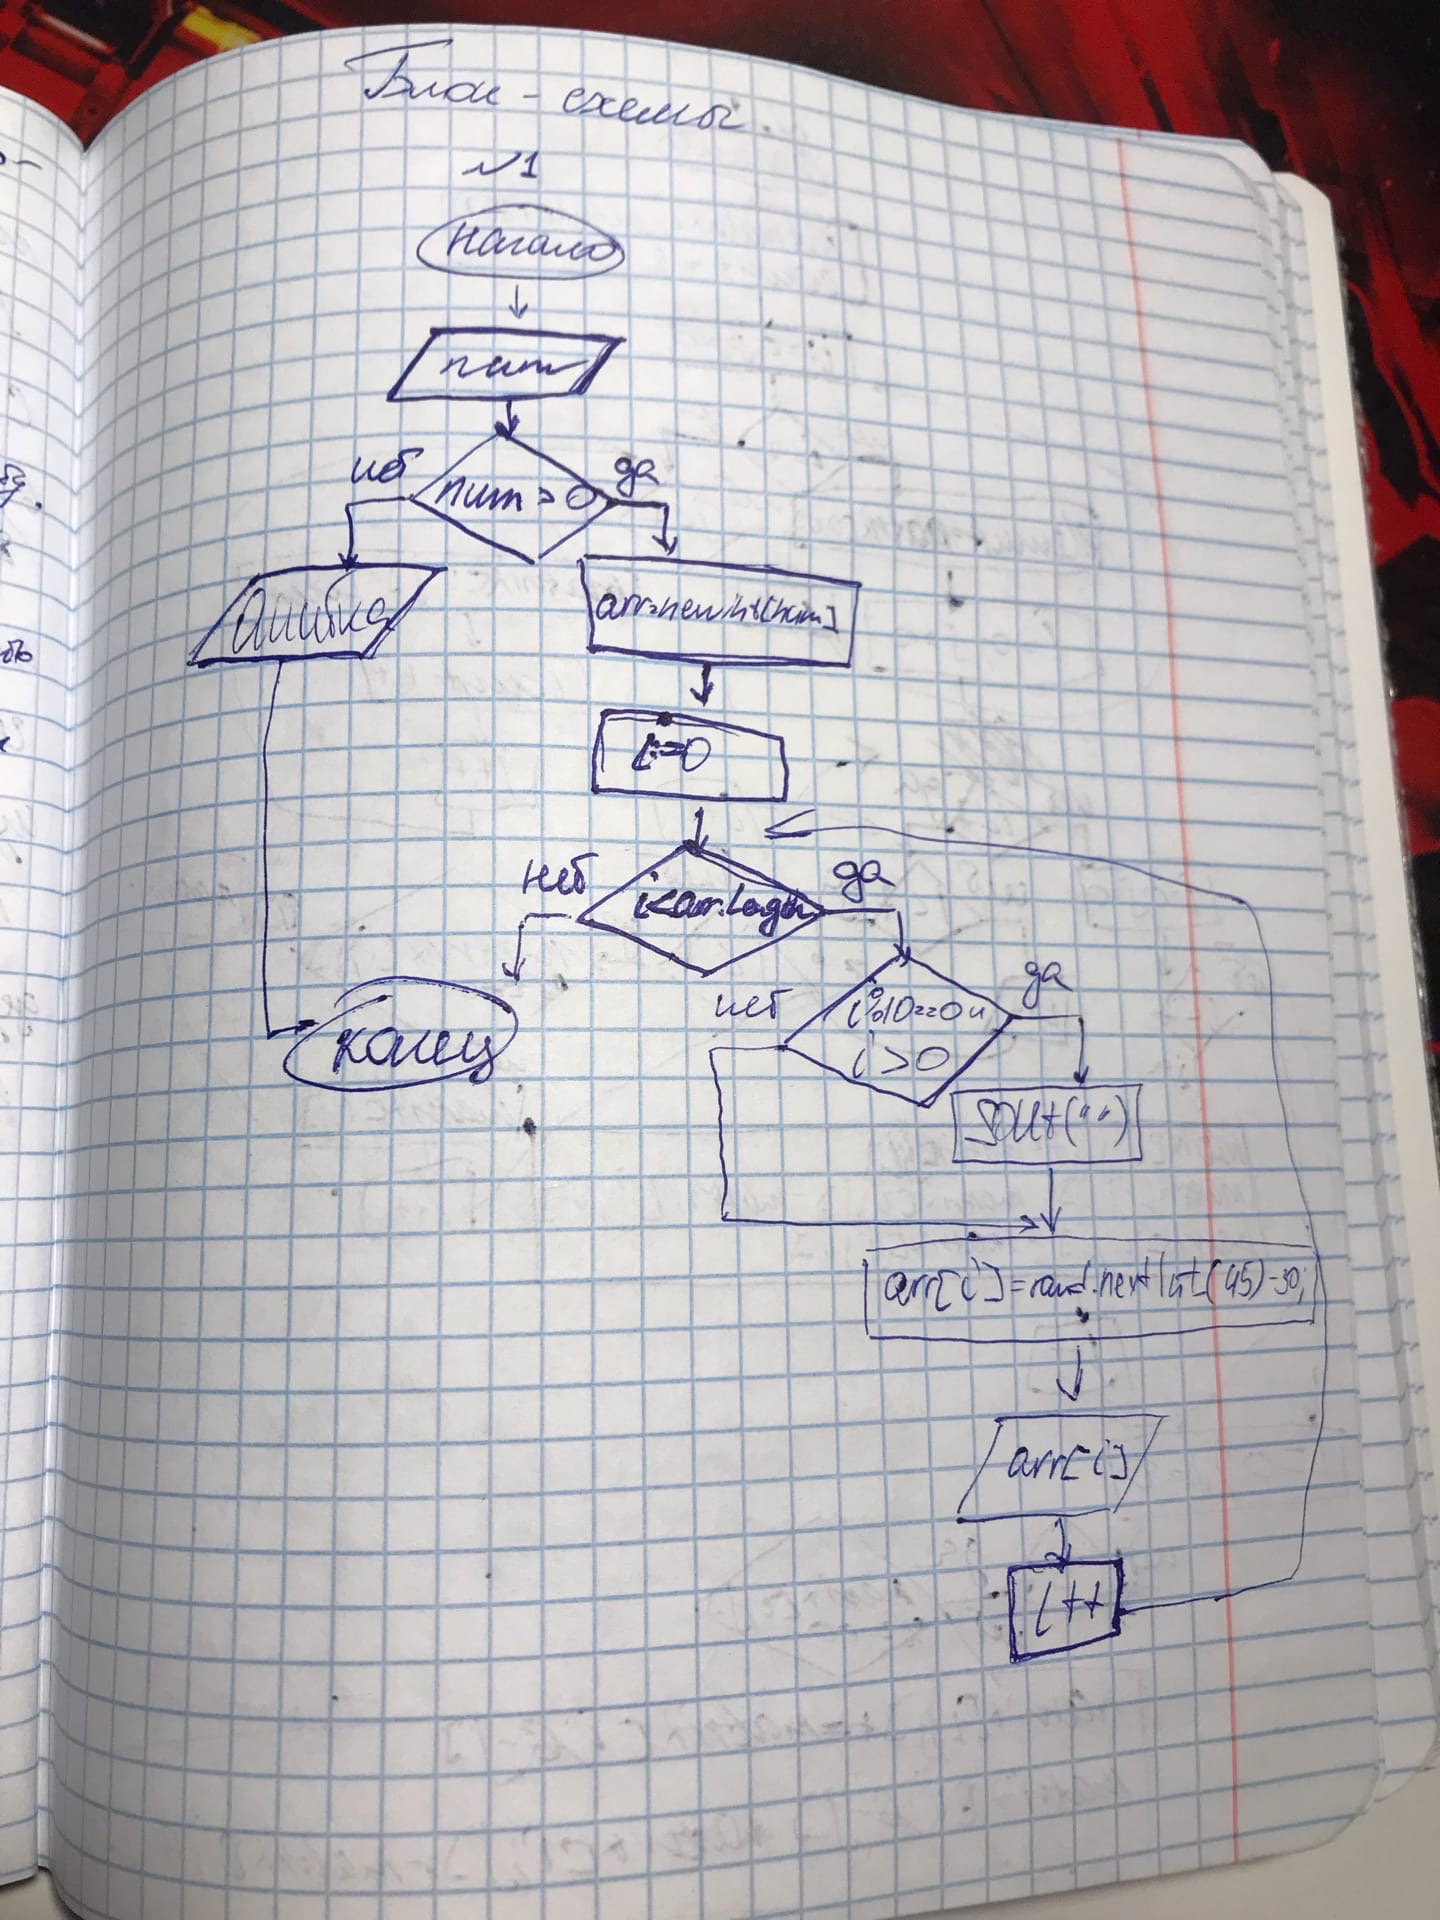 Блок-схемы.
№1
начало
num
нет
да
num > 0
Ошибка
arr=new int[num]
i=0
нет
да
i<arr.Length
конец
нет
да
i%10==0 и
i>0
SOUt(" ")
arr[i]=rand.nextInt(45)-30;
arr[i]
i++